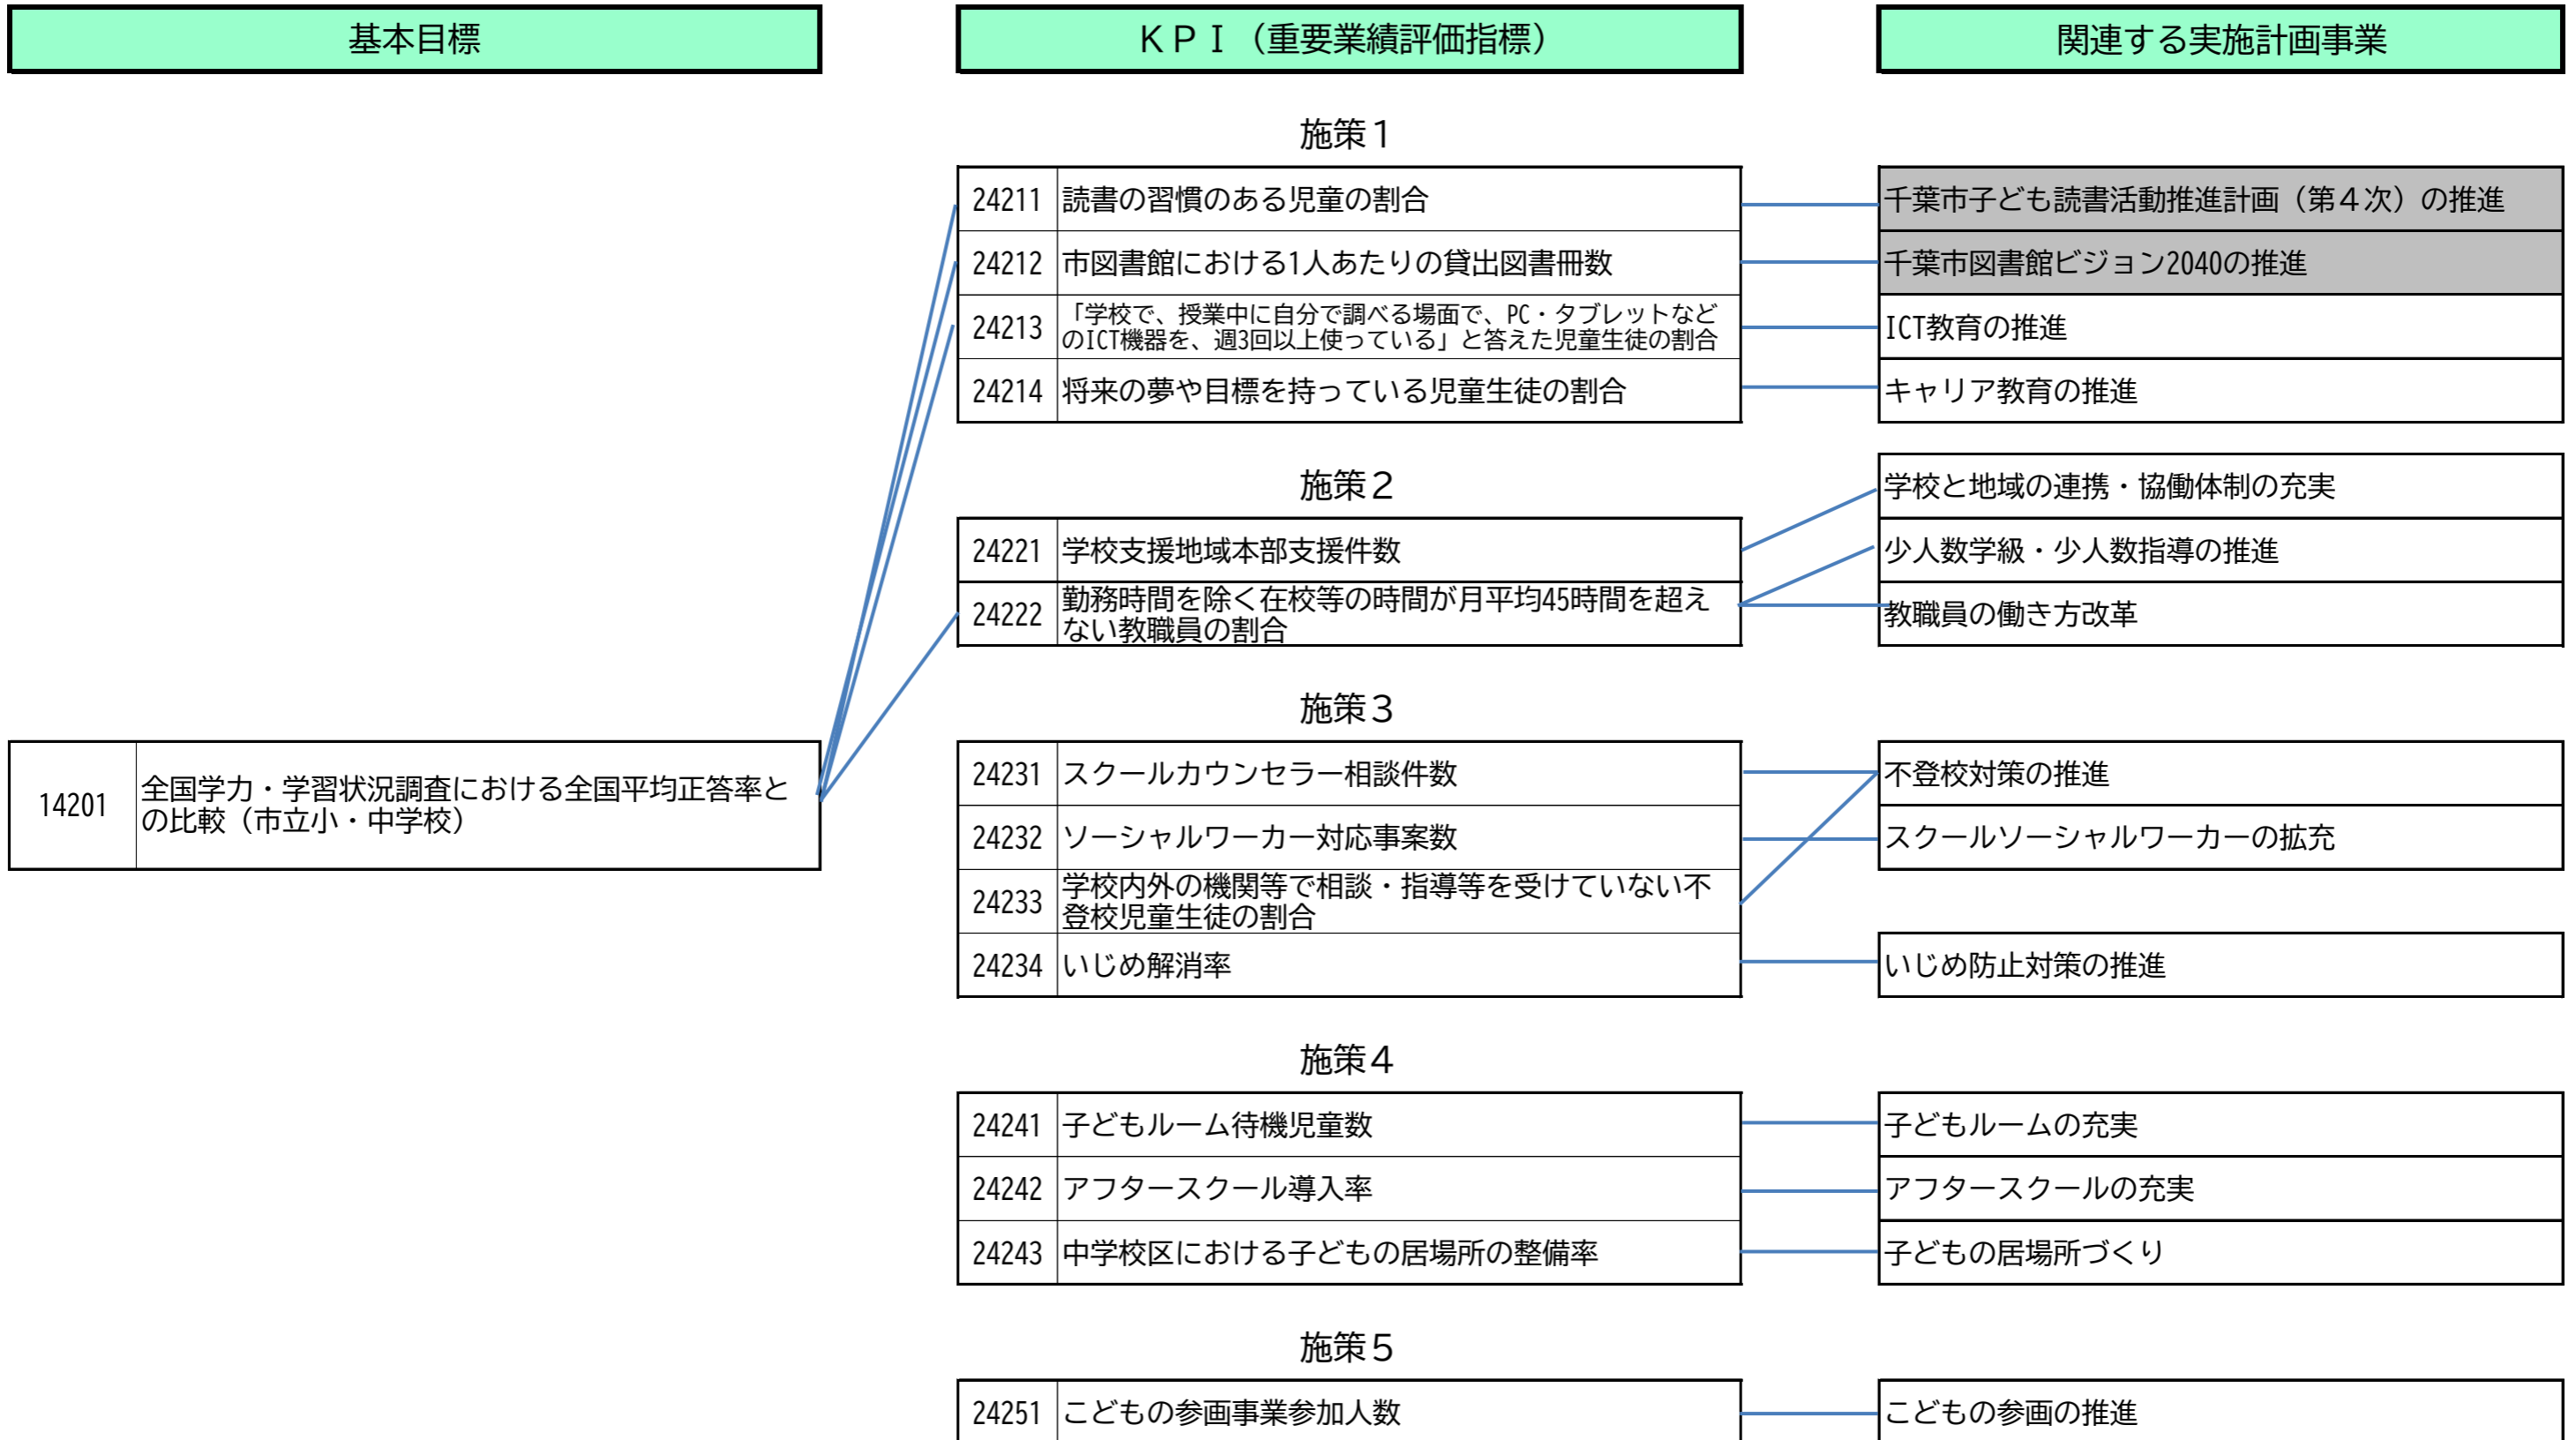 基本目標
ＫＰＩ（重要業績評価指標）
関連する実施計画事業
施策１
24211 読書の習慣のある児童の割合
千葉市子ども読書活動推進計画（第４次）の推進
24212 市図書館における1人あたりの貸出図書冊数
千葉市図書館ビジョン2040の推進
24213 「学校で、授業中に自分で調べる場面で、PC・タブレットなど
のICT機器を、週3回以上使っている」と答えた児童生徒の割合
ICT教育の推進
24214 将来の夢や目標を持っている児童生徒の割合
キャリア教育の推進
施策２
学校と地域の連携・協働体制の充実
24221 学校支援地域本部支援件数
少人数学級・少人数指導の推進
24222 勤務時間を除く在校等の時間が月平均45時間を超え
ない教職員の割合
教職員の働き方改革
施策３
14201 全国学力・学習状況調査における全国平均正答率と
の比較（市立小・中学校）
24231 スクールカウンセラー相談件数
不登校対策の推進
24232 ソーシャルワーカー対応事案数
スクールソーシャルワーカーの拡充
24233 学校内外の機関等で相談・指導等を受けていない不
登校児童生徒の割合
24234 いじめ解消率
いじめ防止対策の推進
施策４
24241 子どもルーム待機児童数
子どもルームの充実
24242 アフタースクール導入率
アフタースクールの充実
24243 中学校区における子どもの居場所の整備率
子どもの居場所づくり
施策５
24251 こどもの参画事業参加人数
こどもの参画の推進